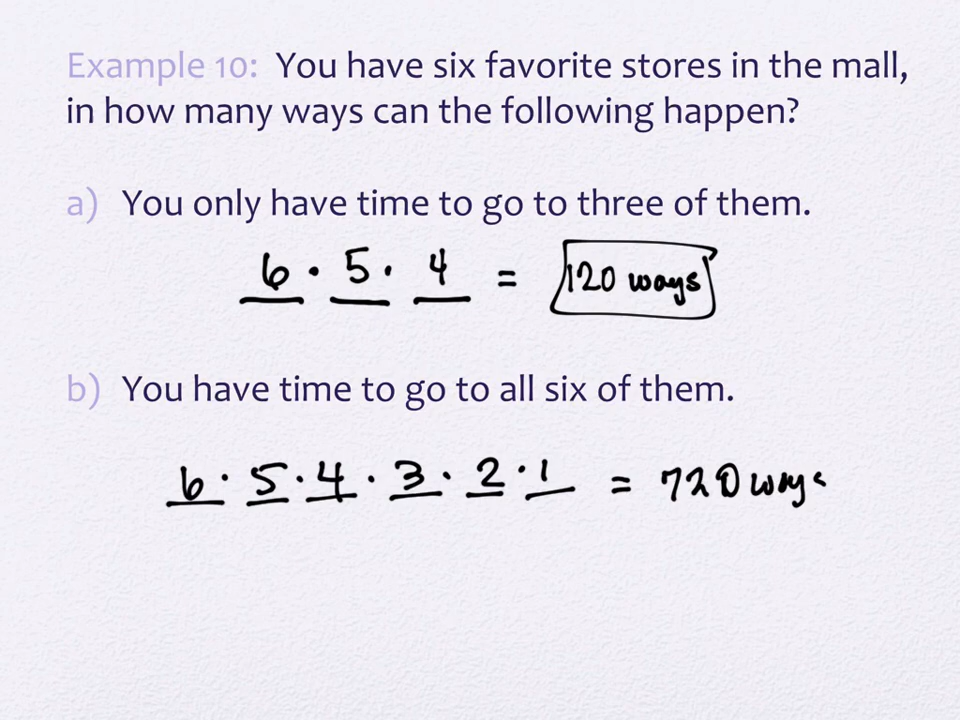 Example 10: You have six favorite stores in the mall,
in how many ways can the following happen?
a) You only have time to go to three of them.
6 · 5 · 4 = 120 ways
b) You have time to go to all six of them.
6 · 5 · 4 · 3 · 2 · 1 = 720 ways